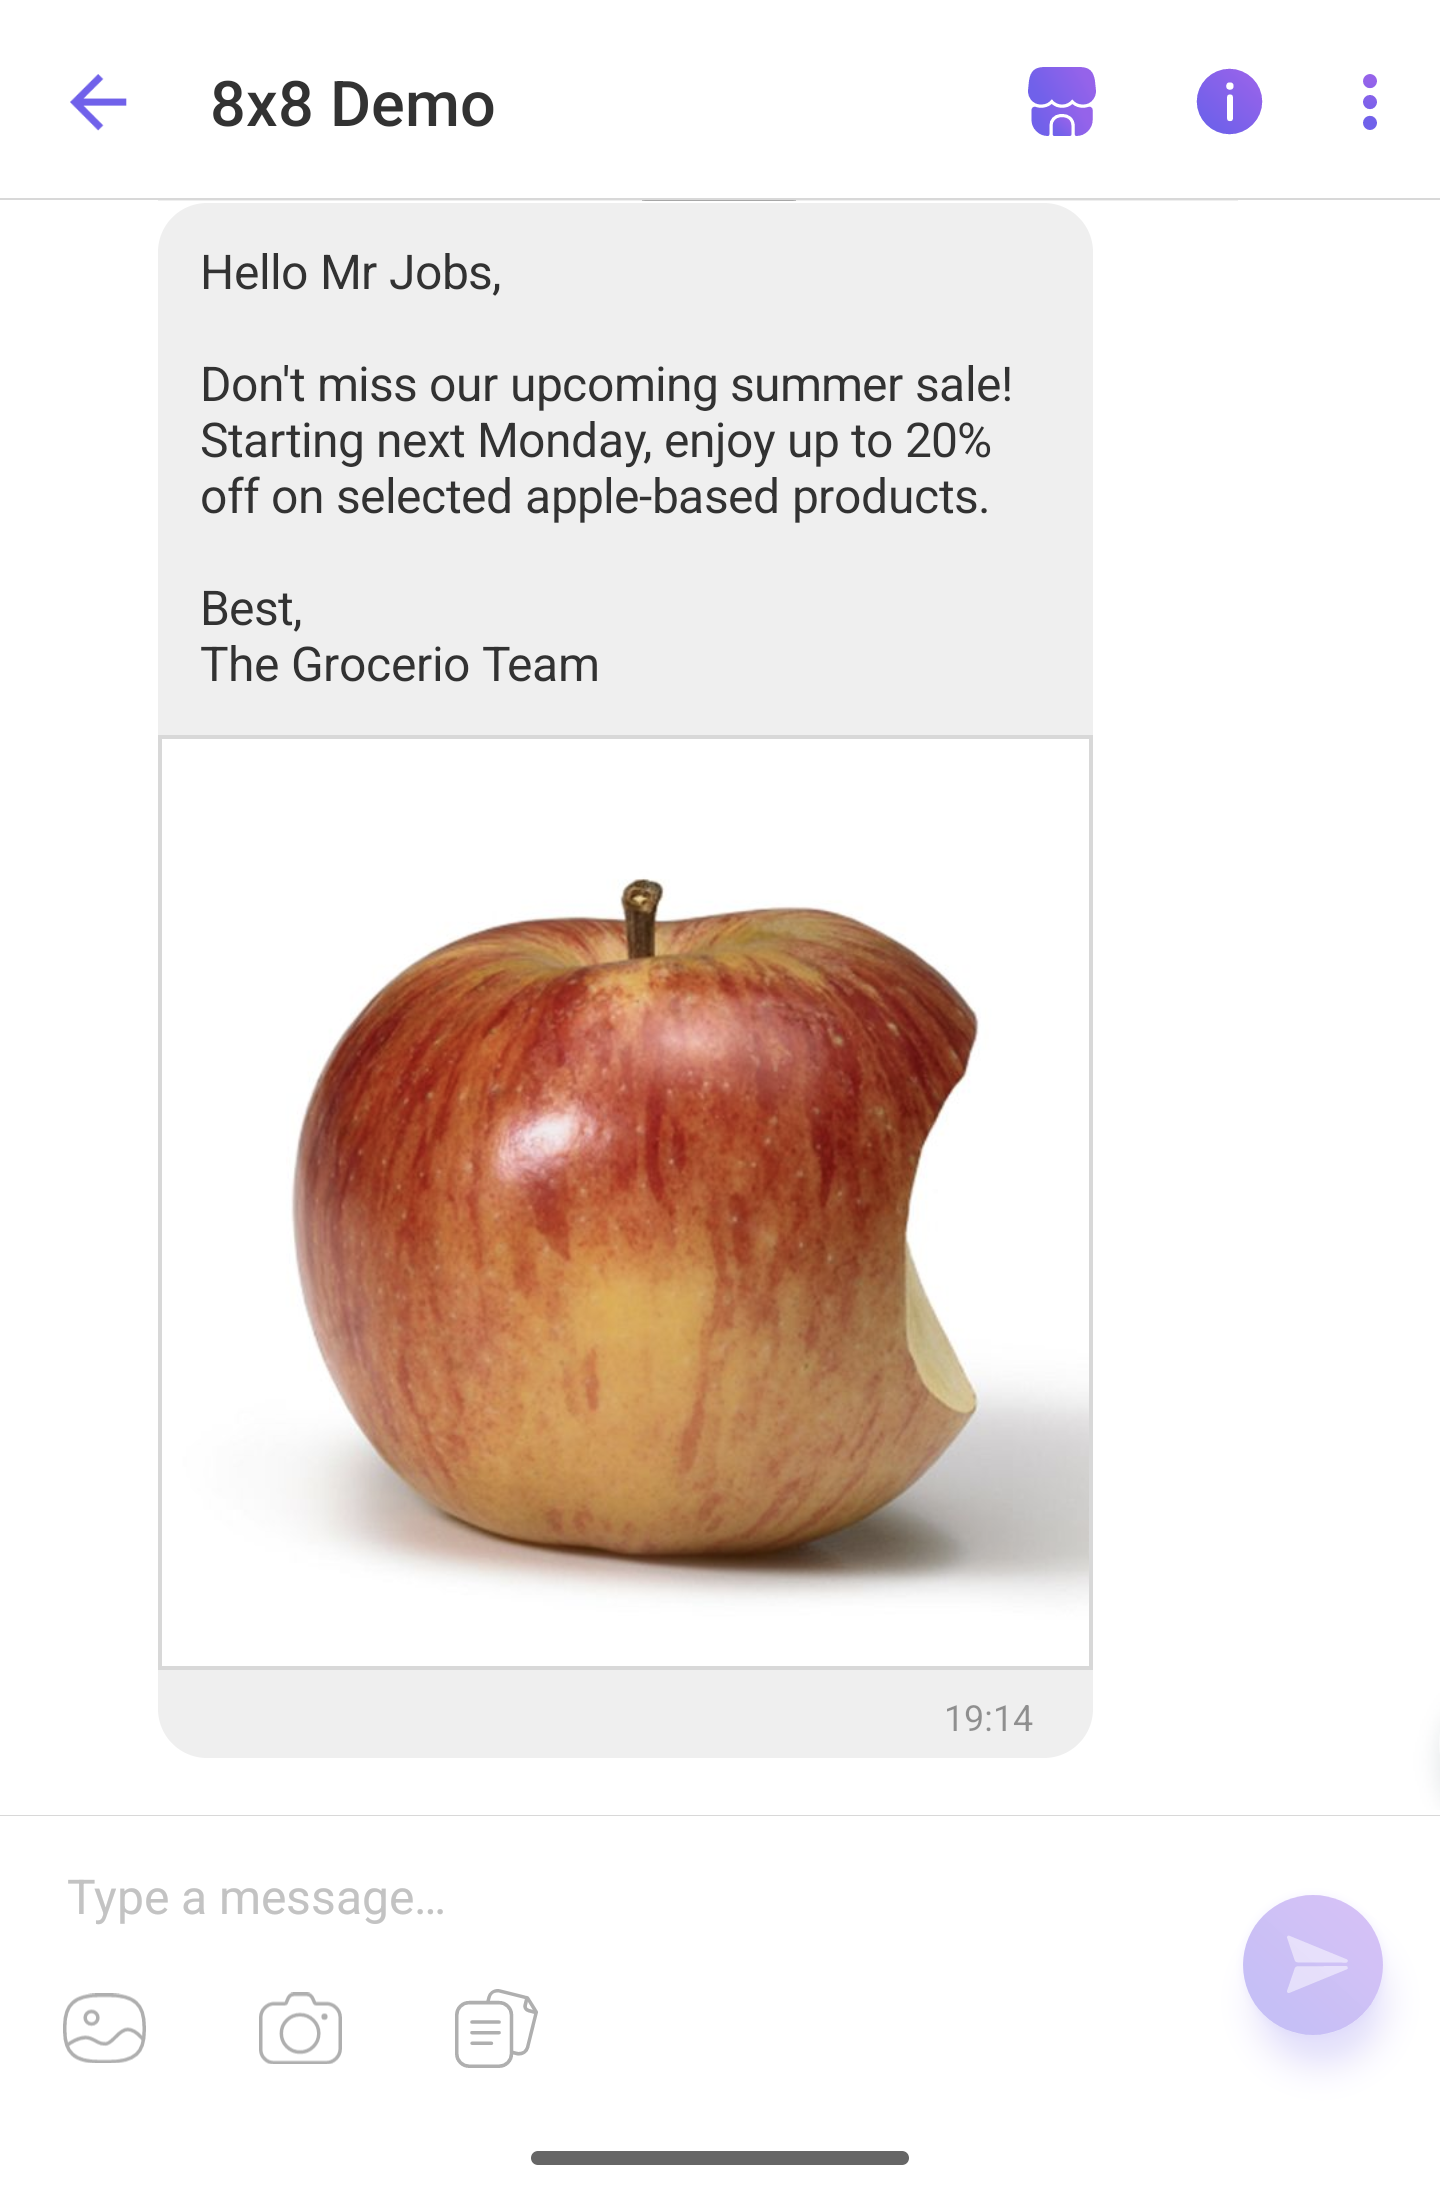 8x8 Demo
Hello Mr Jobs,
Don't miss our upcoming summer sale!
Starting next Monday, enjoy up to 20%
off on selected apple-based products.
Best,
The Grocerio Team
19:14
Type a message...